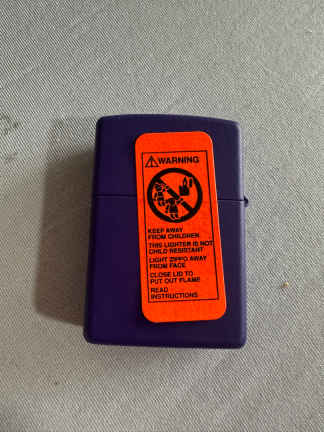 ⚠WARNING
KEEP AWAY
FROM CHILDREN
THIS LIGHTER IS NOT
CHILD RESISTANT
LIGHT ZIPPO AWAY
FROM FACE
CLOSE LID TO
PUT OUT FLAME
READ
INSTRUCTIONS